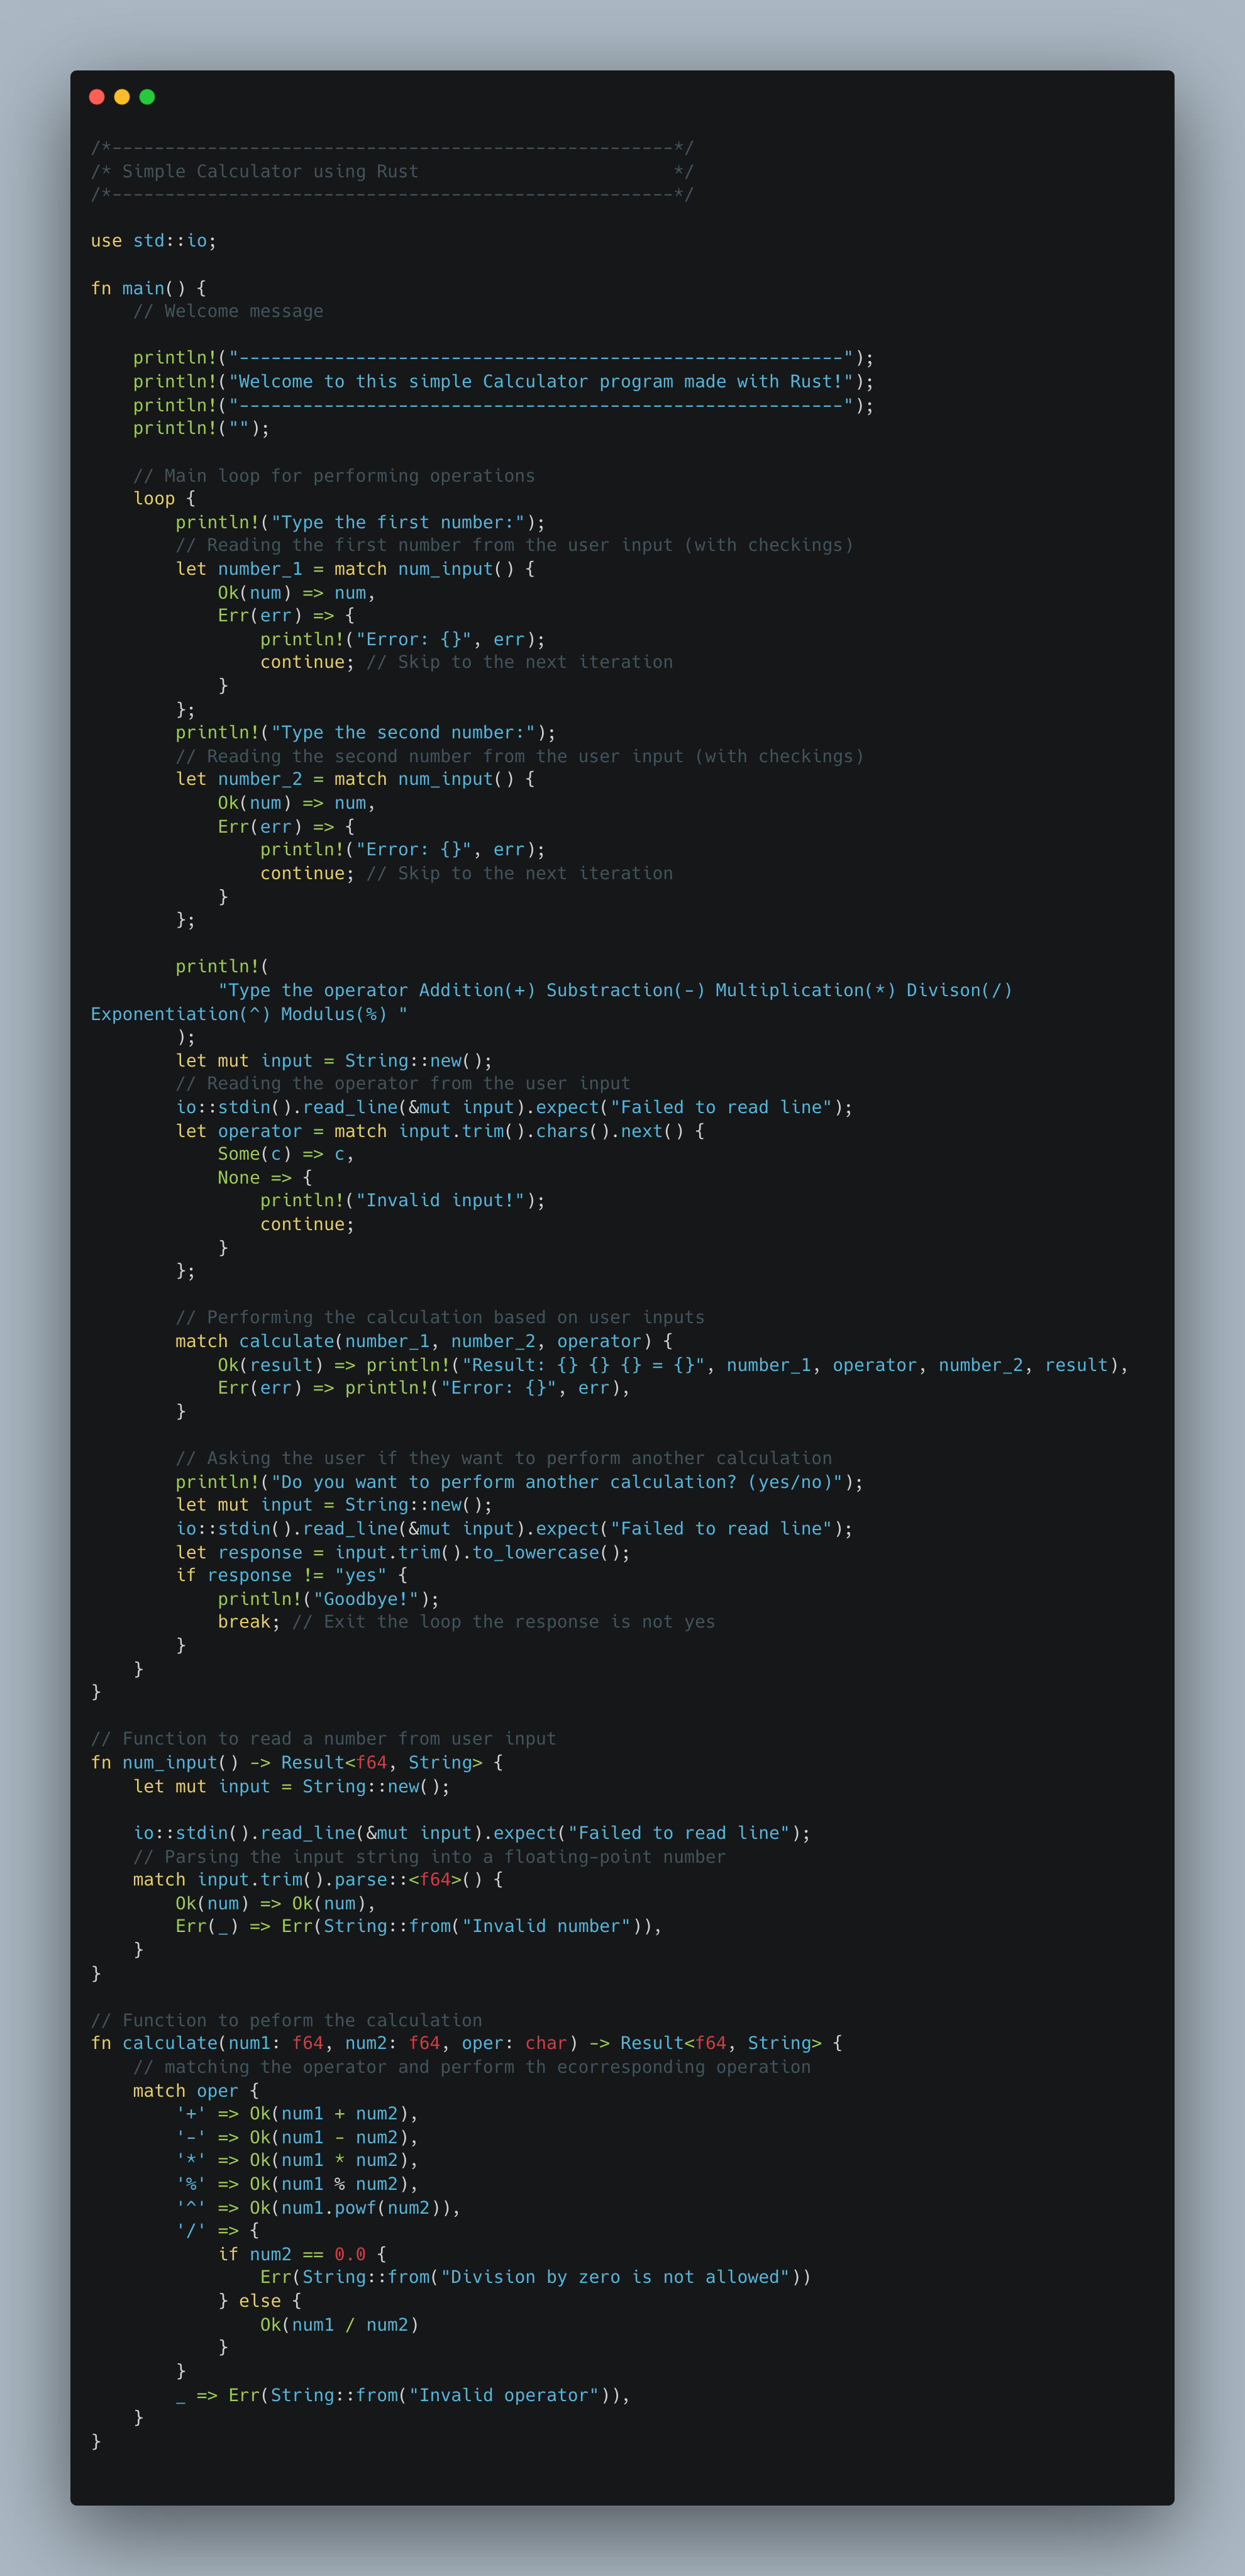 /*-----------------------------------------------------*/
/* Simple Calculator using Rust                        */
/*-----------------------------------------------------*/

use std::io;

fn main() {
    // Welcome message

    println!("---------------------------------------------------------");
    println!("Welcome to this simple Calculator program made with Rust!");
    println!("---------------------------------------------------------");
    println!("");

    // Main loop for performing operations
    loop {
        println!("Type the first number:");
        // Reading the first number from the user input (with checkings)
        let number_1 = match num_input() {
            Ok(num) => num,
            Err(err) => {
                println!("Error: {}", err);
                continue; // Skip to the next iteration
            }
        };
        println!("Type the second number:");
        // Reading the second number from the user input (with checkings)
        let number_2 = match num_input() {
            Ok(num) => num,
            Err(err) => {
                println!("Error: {}", err);
                continue; // Skip to the next iteration
            }
        };

        println!(
            "Type the operator Addition(+) Substraction(-) Multiplication(*) Divison(/)
Exponentiation(^) Modulus(%) "
        );
        let mut input = String::new();
        // Reading the operator from the user input
        io::stdin().read_line(&mut input).expect("Failed to read line");
        let operator = match input.trim().chars().next() {
            Some(c) => c,
            None => {
                println!("Invalid input!");
                continue;
            }
        };

        // Performing the calculation based on user inputs
        match calculate(number_1, number_2, operator) {
            Ok(result) => println!("Result: {} {} {} = {}", number_1, operator, number_2, result),
            Err(err) => println!("Error: {}", err),
        }

        // Asking the user if they want to perform another calculation
        println!("Do you want to perform another calculation? (yes/no)");
        let mut input = String::new();
        io::stdin().read_line(&mut input).expect("Failed to read line");
        let response = input.trim().to_lowercase();
        if response != "yes" {
            println!("Goodbye!");
            break; // Exit the loop the response is not yes
        }
    }
}

// Function to read a number from user input
fn num_input() -> Result<f64, String> {
    let mut input = String::new();

    io::stdin().read_line(&mut input).expect("Failed to read line");
    // Parsing the input string into a floating-point number
    match input.trim().parse::<f64>() {
        Ok(num) => Ok(num),
        Err(_) => Err(String::from("Invalid number")),
    }
}

// Function to peform the calculation
fn calculate(num1: f64, num2: f64, oper: char) -> Result<f64, String> {
    // matching the operator and perform th ecorresponding operation
    match oper {
        '+' => Ok(num1 + num2),
        '-' => Ok(num1 - num2),
        '*' => Ok(num1 * num2),
        '%' => Ok(num1 % num2),
        '^' => Ok(num1.powf(num2)),
        '/' => {
            if num2 == 0.0 {
                Err(String::from("Division by zero is not allowed"))
            } else {
                Ok(num1 / num2)
            }
        }
        _ => Err(String::from("Invalid operator")),
    }
}